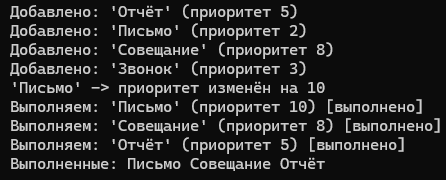 Добавлено: 'Отчёт' (приоритет 5)
Добавлено: 'Письмо' (приоритет 2)
Добавлено: 'Совещание' (приоритет 8)
Добавлено: 'Звонок' (приоритет 3)
'Письмо' -> приоритет изменён на 10
Выполняем: 'Письмо' (приоритет 10) [выполнено]
Выполняем: 'Совещание' (приоритет 8) [выполнено]
Выполняем: 'Отчёт' (приоритет 5) [выполнено]
Выполненные: Письмо Совещание Отчёт